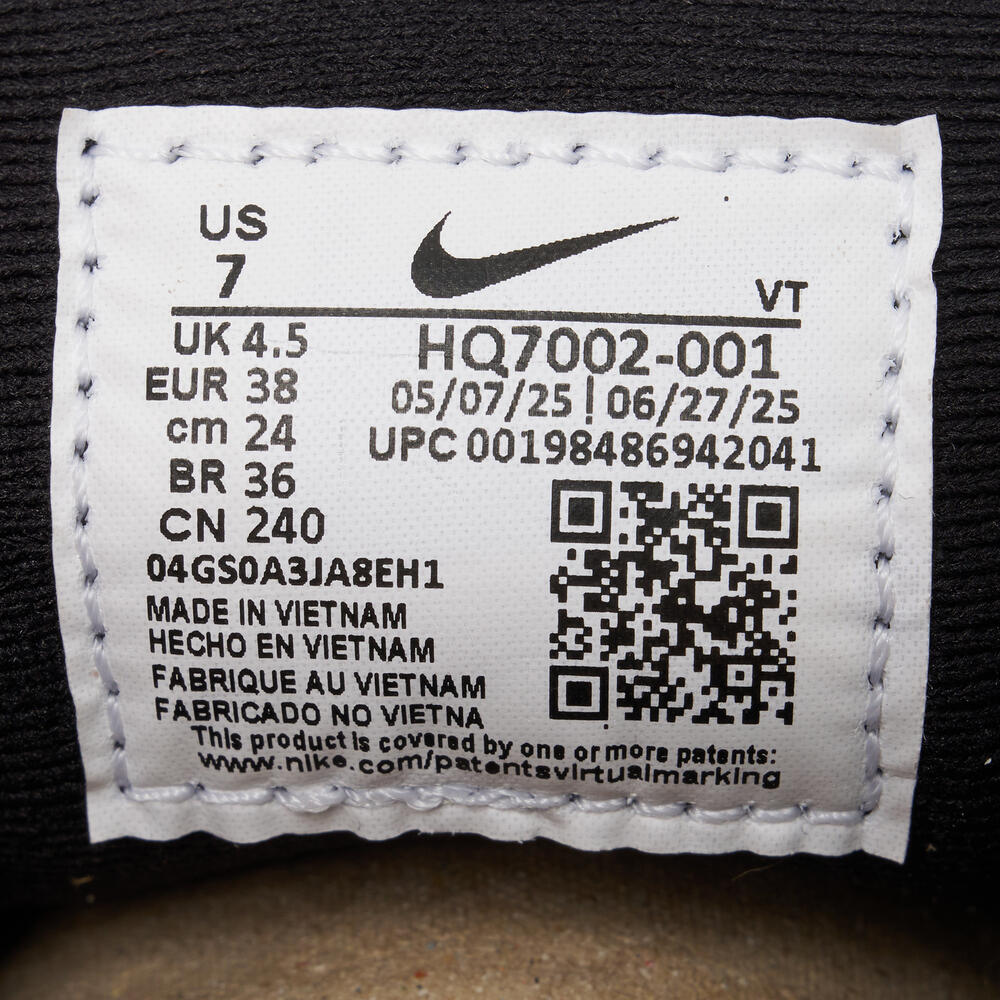 US
7
VT
UK 4.5
EUR 38
cm 24
BR 36
CN 240
HQ7002-001
05/07/25 | 06/27/25
UPC 00198486942041
04GS0A3JA8EH1
MADE IN VIETNAM
HECHO EN VIETNAM
FABRIQUE AU VIETNAM
FABRICADO NO VIETNA
This product is covered by one or more patents:
www.nike.com/patentsvirtualmarking